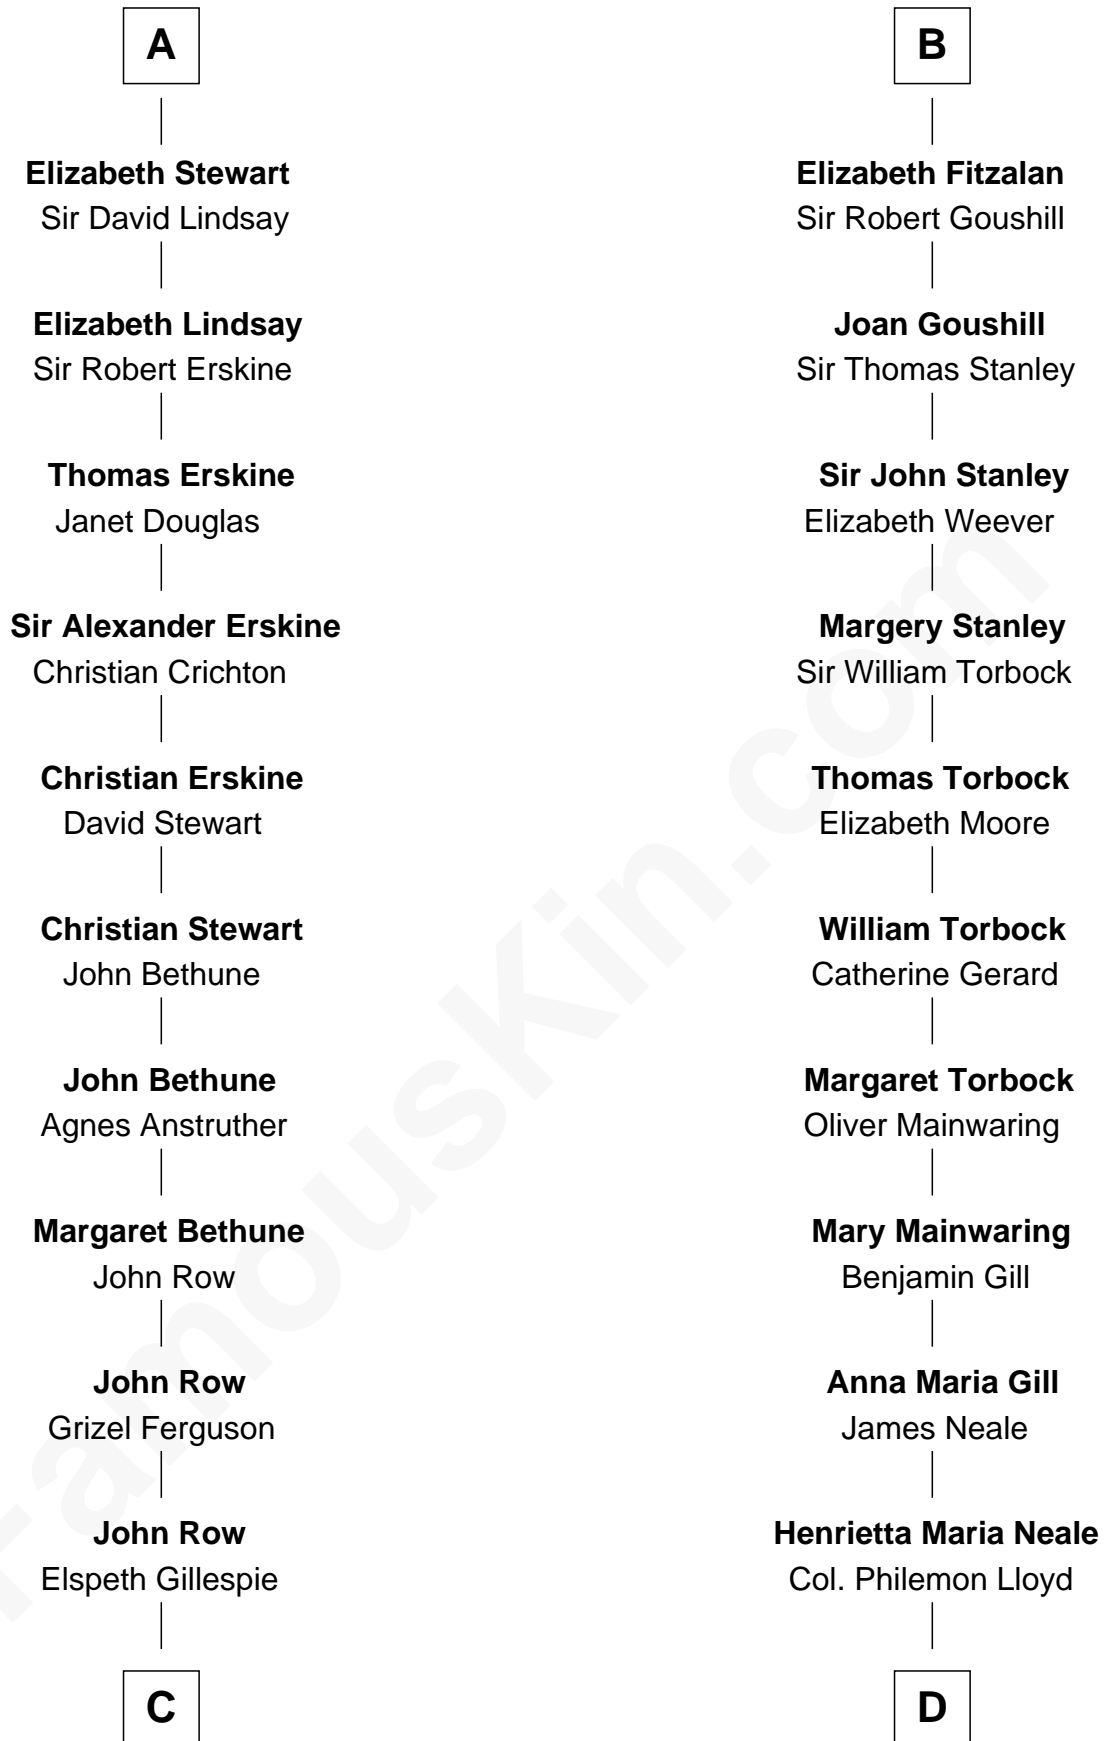 A
Elizabeth Stewart
Sir David Lindsay
Elizabeth Lindsay
Sir Robert Erskine
Thomas Erskine
Janet Douglas
Sir Alexander Erskine
Christian Crichton
Christian Erskine
David Stewart
Christian Stewart
John Bethune
John Bethune
Agnes Anstruther
Margaret Bethune
John Row
John Row
Grizel Ferguson
John Row
Elspeth Gillespie
C
B
Elizabeth Fitzalan
Sir Robert Goushill
Joan Goushill
Sir Thomas Stanley
Sir John Stanley
Elizabeth Weever
Margery Stanley
Sir William Torbock
Thomas Torbock
Elizabeth Moore
William Torbock
Catherine Gerard
Margaret Torbock
Oliver Mainwaring
Mary Mainwaring
Benjamin Gill
Anna Maria Gill
James Neale
Henrietta Maria Neale
Col. Philemon Lloyd
D
FamousKin.com